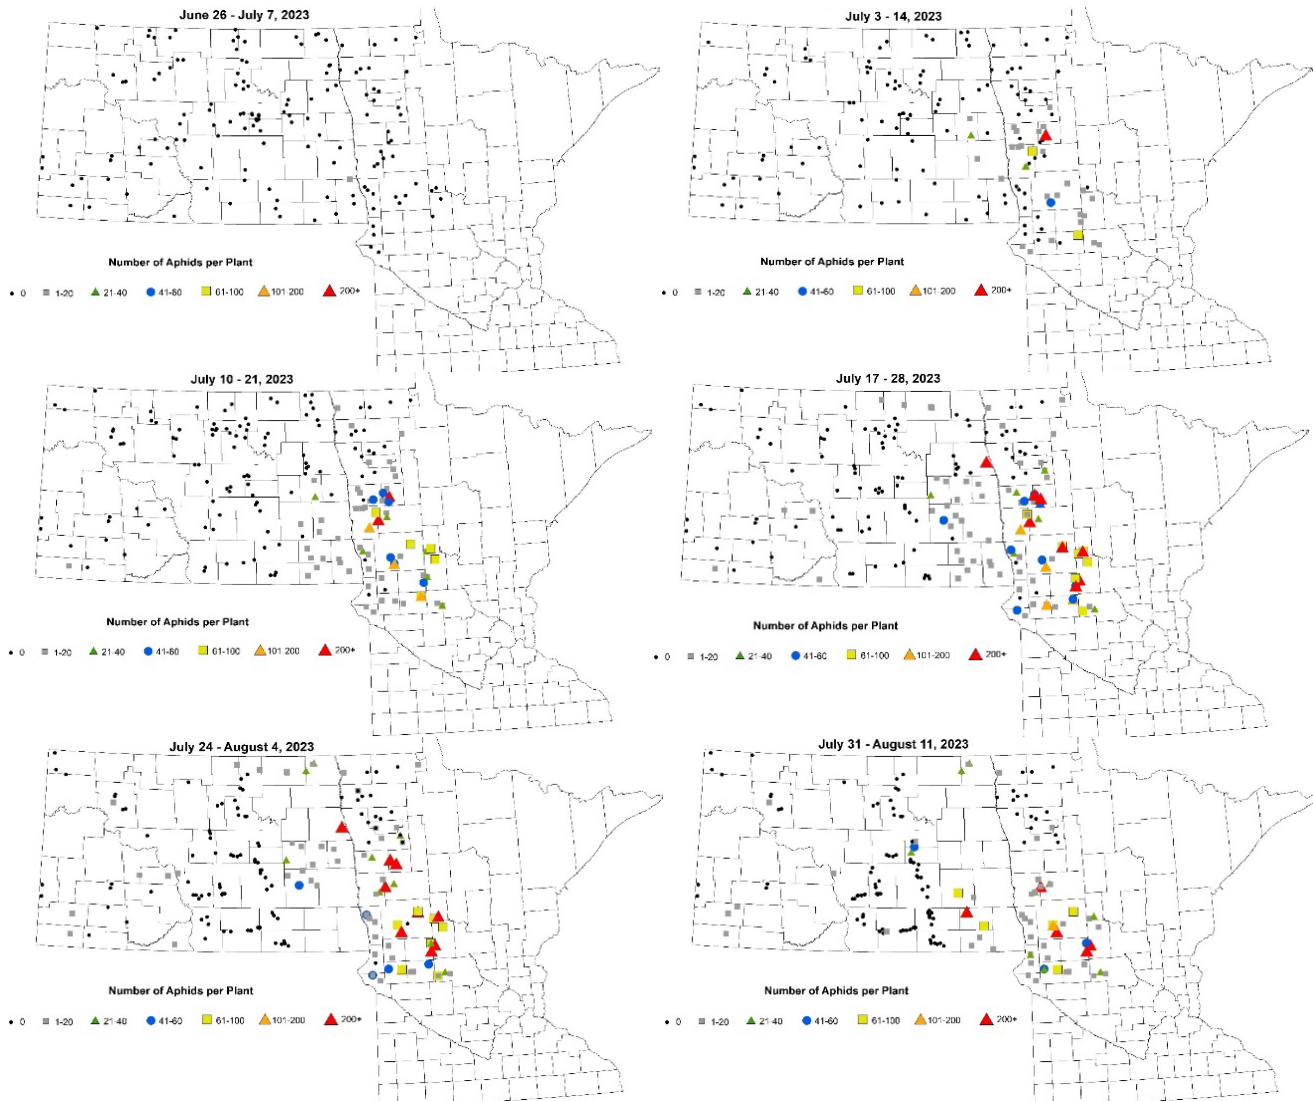 June 26 - July 7, 2023
Number of Aphids per Plant
0 1-20 21-40 41-60 61-100 101-200 200+
July 3 - 14, 2023
Number of Aphids per Plant
0 1-20 21-40 41-60 61-100 101-200 200+
July 10 - 21, 2023
Number of Aphids per Plant
0 1-20 21-40 41-60 61-100 101-200 200+
July 17 - 28, 2023
Number of Aphids per Plant
0 1-20 21-40 41-60 61-100 101-200 200+
July 24 - August 4, 2023
Number of Aphids per Plant
0 1-20 21-40 41-60 61-100 101-200 200+
July 31 - August 11, 2023
Number of Aphids per Plant
0 1-20 21-40 41-60 61-100 101-200 200+